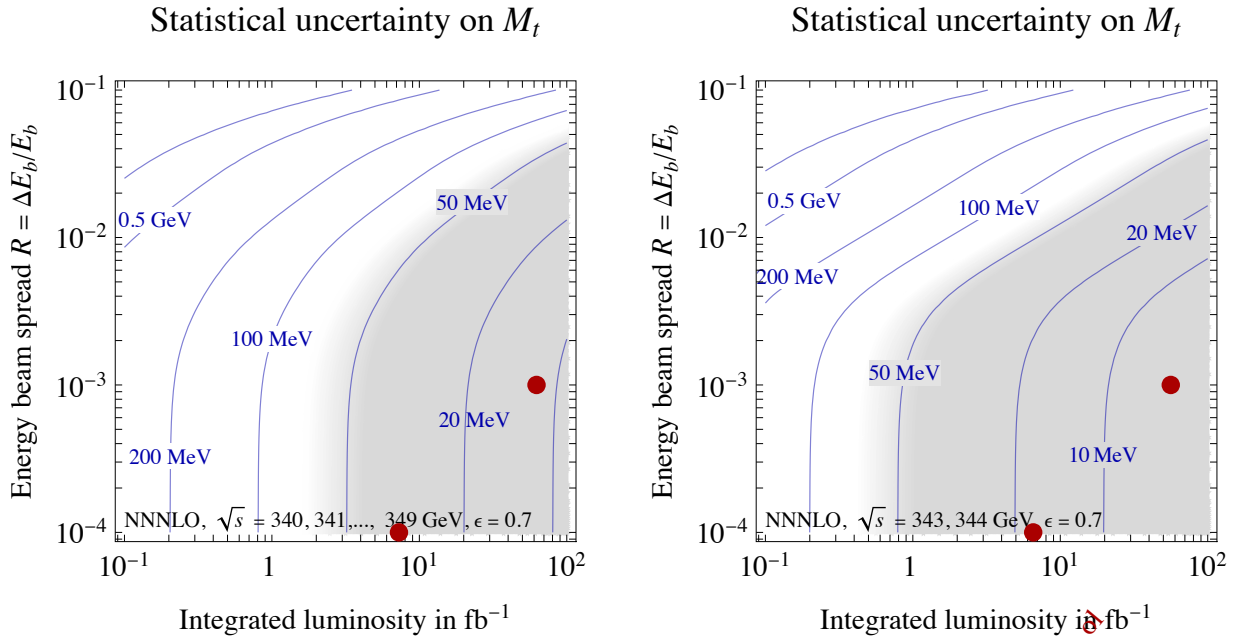 Statistical uncertainty on M_t
10^−1
10^−2
10^−3
10^−4
Energy beam spread R = ΔE_b/E_b
0.5 GeV
50 MeV
100 MeV
20 MeV
200 MeV
NNNLO, √s = 340, 341,..., 349 GeV, ϵ = 0.7
10^−1
1
10^1
10^2
Integrated luminosity in fb^−1
Statistical uncertainty on M_t
10^−1
10^−2
10^−3
10^−4
Energy beam spread R = ΔE_b/E_b
0.5 GeV
100 MeV
20 MeV
200 MeV
50 MeV
10 MeV
NNNLO, √s = 343, 344 GeV, ϵ = 0.7
10^−1
1
10^1
10^2
Integrated luminosity in fb^−1